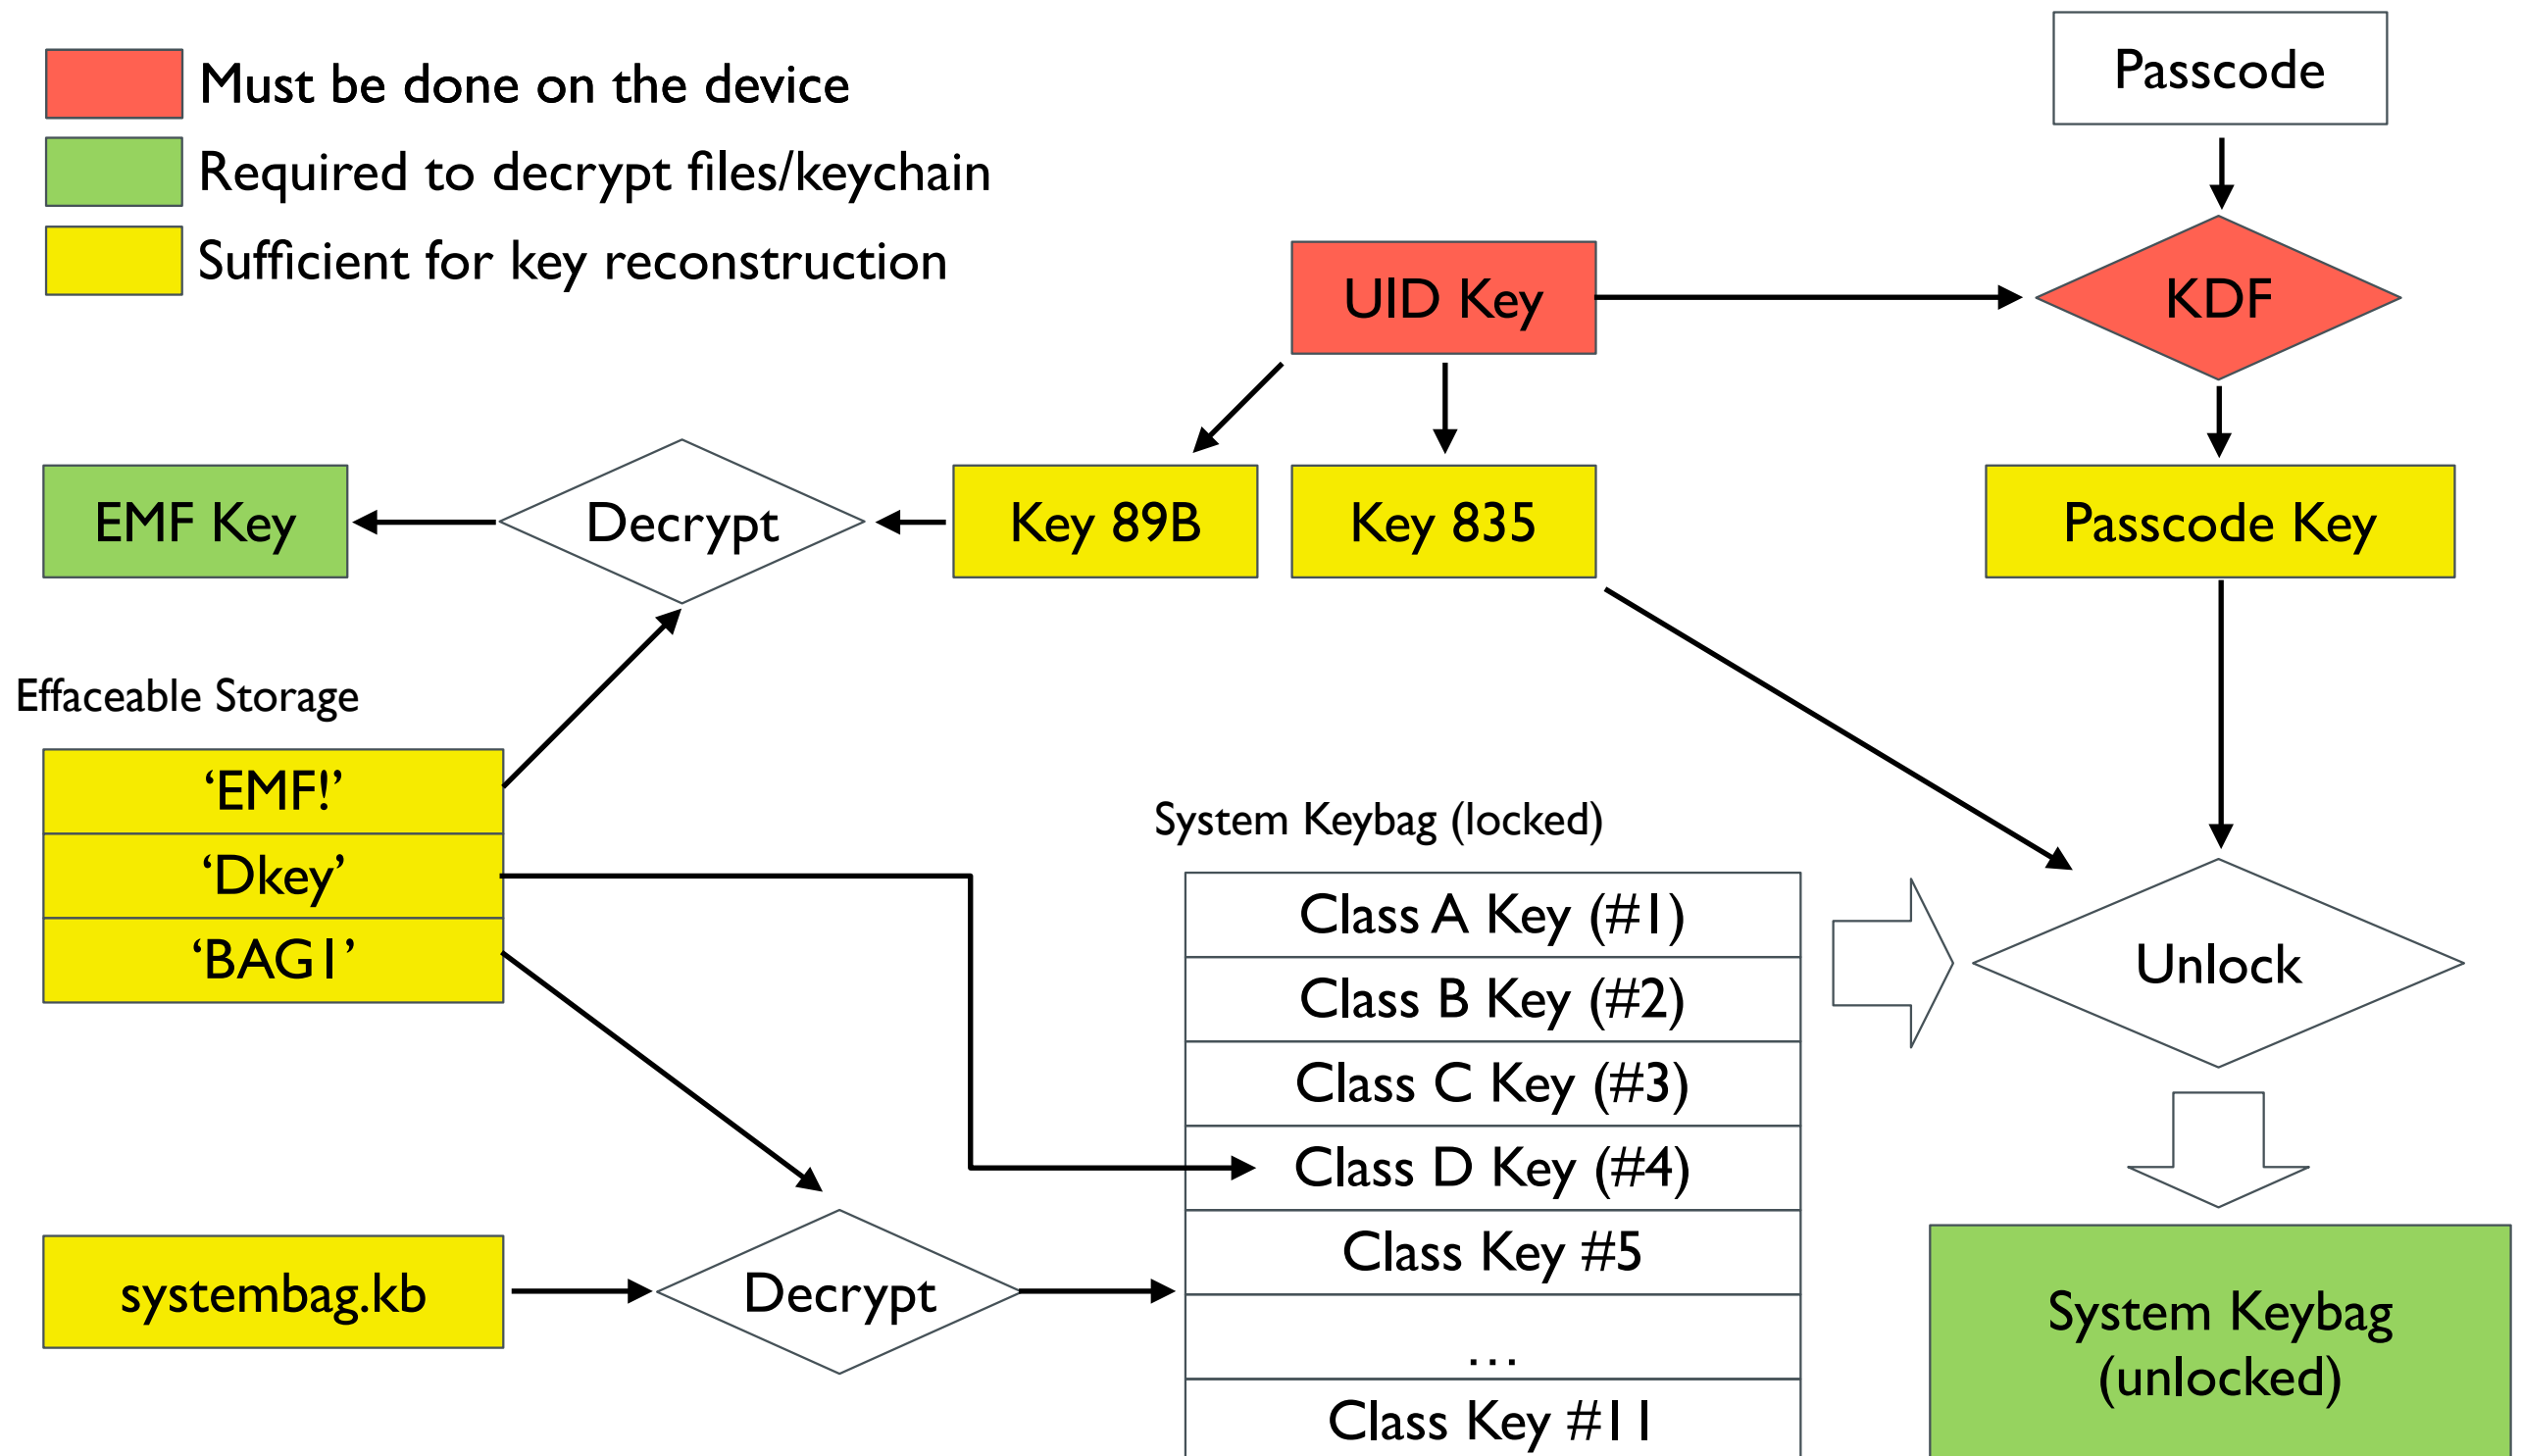 Must be done on the device
Required to decrypt files/keychain
Sufficient for key reconstruction
Passcode
UID Key
KDF
EMF Key
Decrypt
Key 89B
Key 835
Passcode Key
Effaceable Storage
‘EMF!’
‘Dkey’
‘BAG1’
System Keybag (locked)
Class A Key (#1)
Class B Key (#2)
Class C Key (#3)
Class D Key (#4)
Class Key #5
…
Class Key #11
Unlock
systembag.kb
Decrypt
System Keybag
(unlocked)